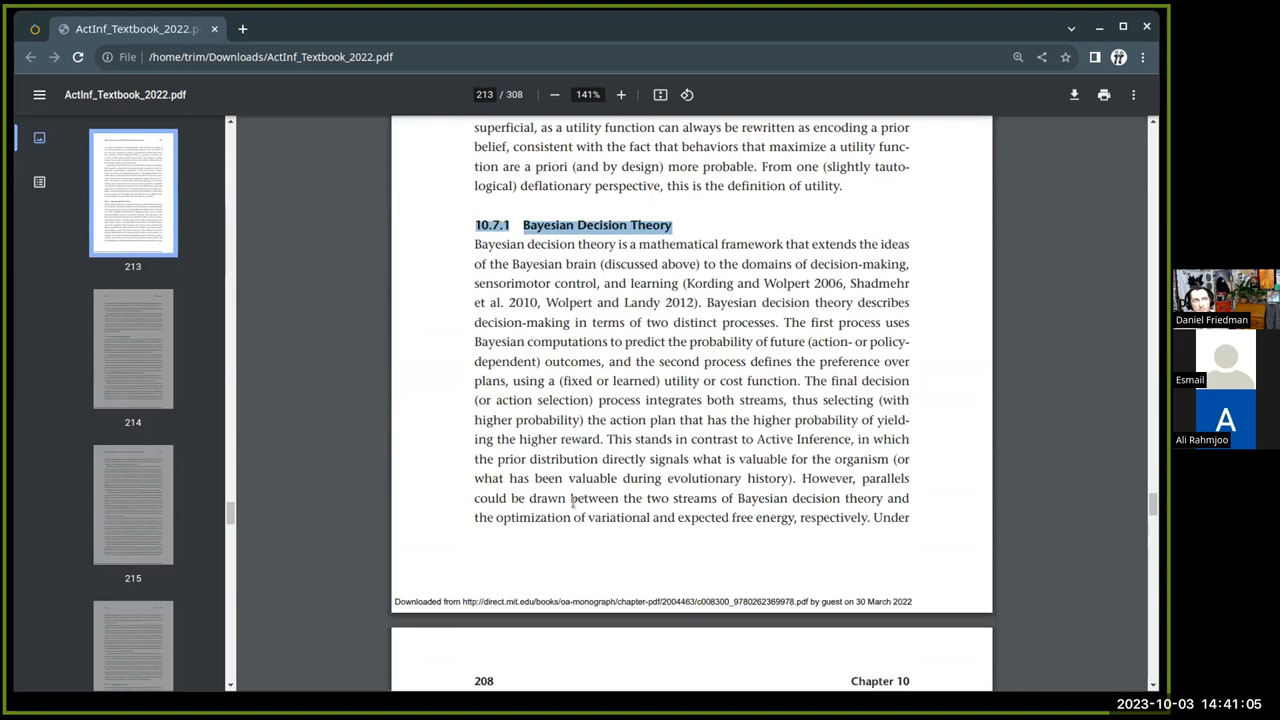 ActInf_Textbook_2022.p
File
/home/trim/Downloads/ActInf_Textbook_2022.pdf
ActInf_Textbook_2022.pdf
213 / 308
141%
superficial, as a utility function can always be rewritten as encoding a prior
belief, consistent with the fact that behaviors that maximize a utility func-
tion are a priori (and by design) more probable. From one (slightly tauto-
logical) deflationary perspective, this is the definition of utility.
10.7.1 Bayesian Decision Theory
Bayesian decision theory is a mathematical framework that extends the ideas
of the Bayesian brain (discussed above) to the domains of decision-making,
sensorimotor control, and learning (Kording and Wolpert 2006, Shadmehr
et al. 2010, Wolpert and Landy 2012). Bayesian decision theory describes
decision-making in terms of two distinct processes. The first process uses
Bayesian computations to predict the probability of future (action- or policy-
dependent) outcomes, and the second process defines the preference over
plans, using a (fixed or learned) utility or cost function. The final decision
(or action selection) process integrates both streams, thus selecting (with
higher probability) the action plan that has the higher probability of yield-
ing the higher reward. This stands in contrast to Active Inference, in which
the prior distribution directly signals what is valuable for the organism (or
what has been valuable during evolutionary history). However, parallels
could be drawn between the two streams of Bayesian decision theory and
the optimization of variational and expected free energy, respectively. Under
Downloaded from http://direct.mit.edu/books/oa-monograph/chapter-pdf/2004463/c008300_9780262369978.pdf by guest on 30 March 2022
208 Chapter 10
213
214
215
Daniel Friedman
Esmail
A
Ali Rahmjoo
2023-10-03 14:41:05